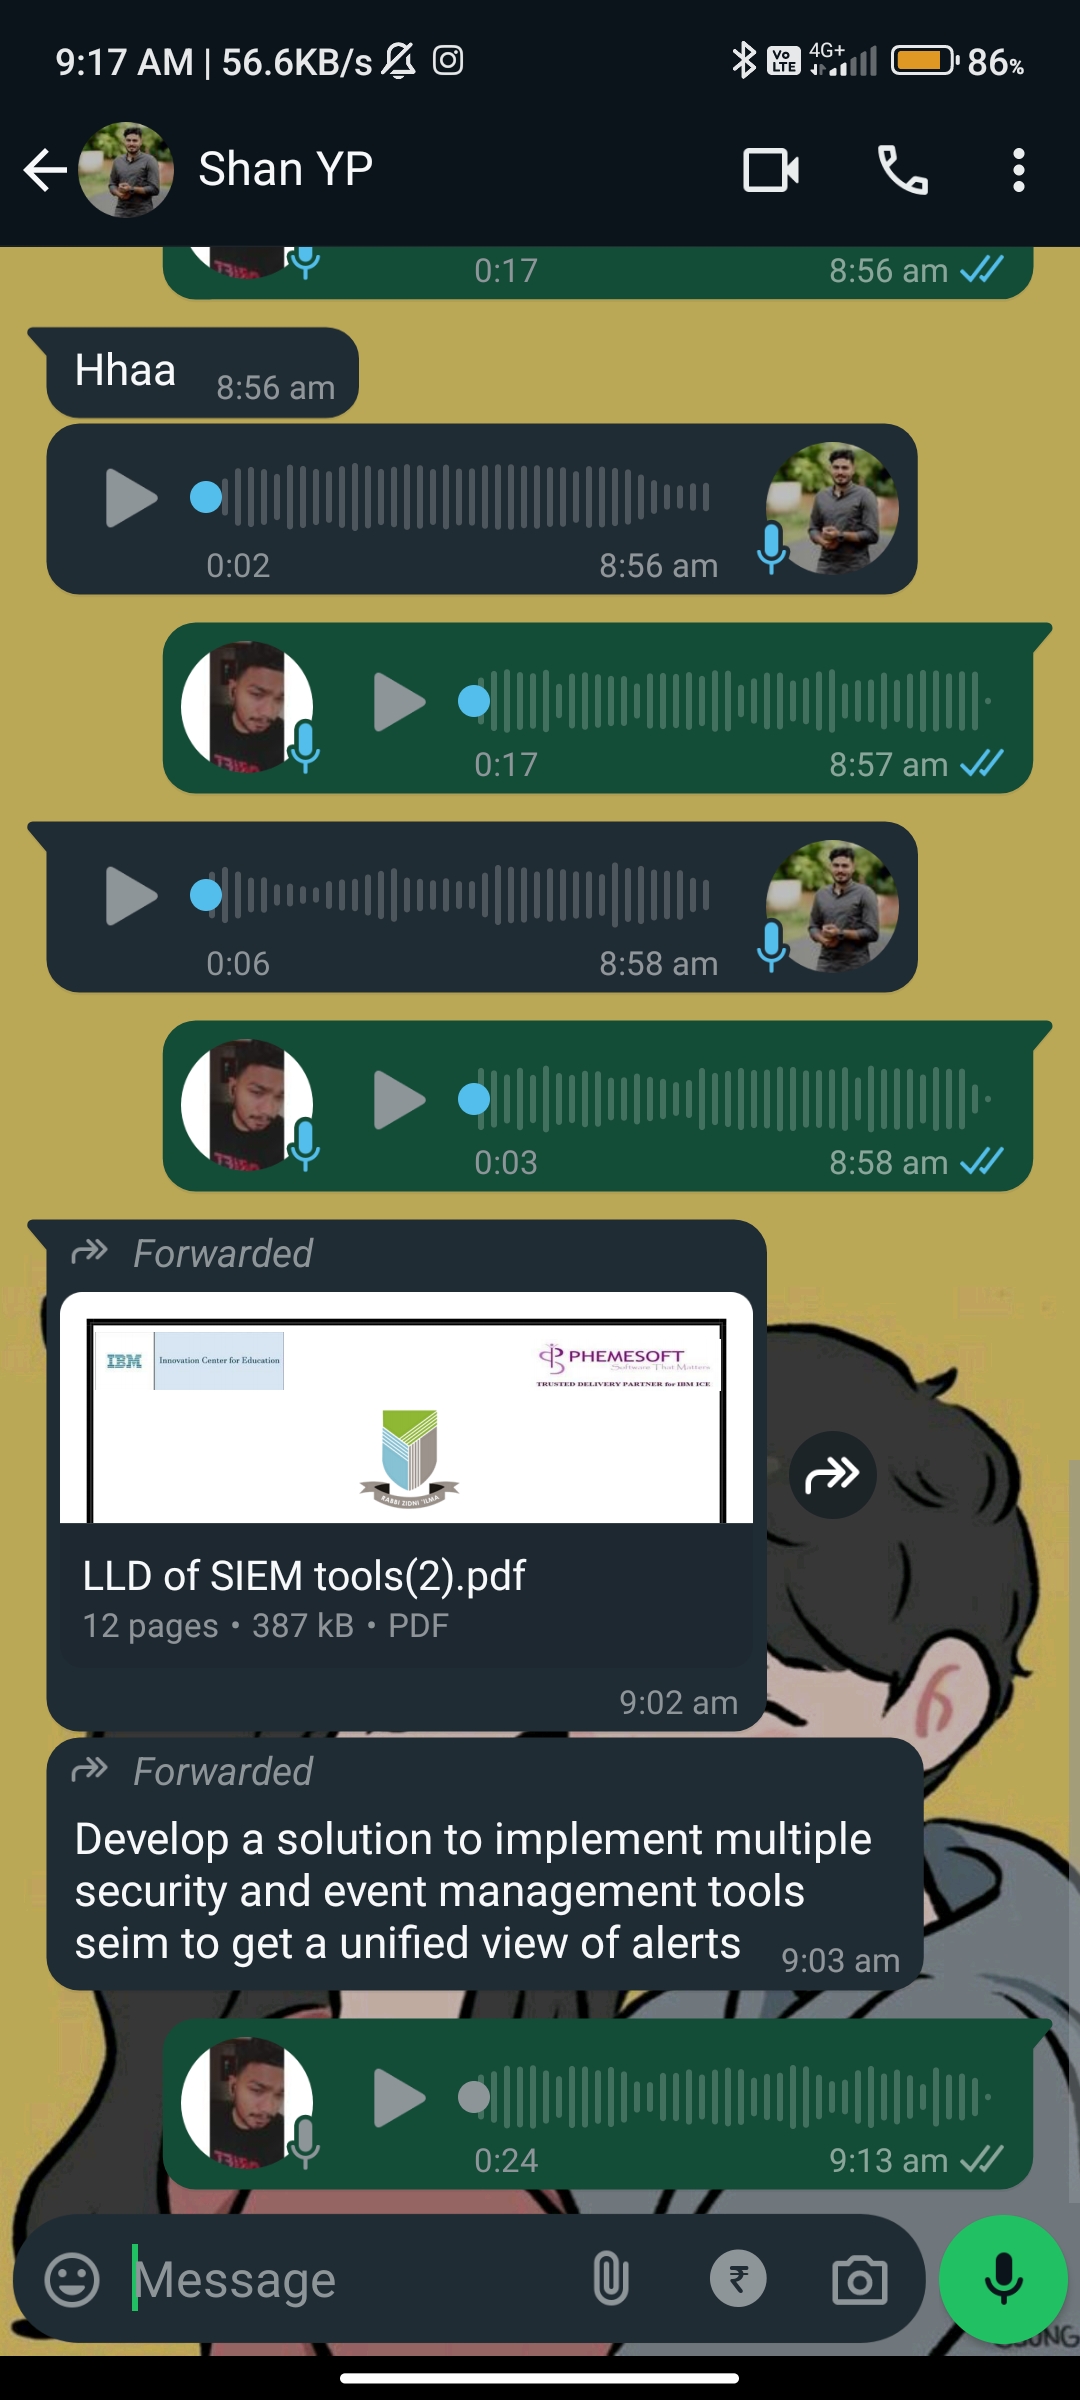 9:17 AM | 56.6KB/s
Vo LTE 4G+ 86%
Shan YP
0:17 8:56 am
Hhaa 8:56 am
0:02 8:56 am
0:17 8:57 am
0:06 8:58 am
0:03 8:58 am
Forwarded
IBM Innovation Center for Education
PHEMESOFT
Software That Matters
TRUSTED DELIVERY PARTNER for IBM ICE
RABBI ZIDNI 'ILMA
LLD of SIEM tools(2).pdf
12 pages • 387 kB • PDF
9:02 am
Forwarded
Develop a solution to implement multiple
security and event management tools
seim to get a unified view of alerts 9:03 am
0:24 9:13 am
Message
₹